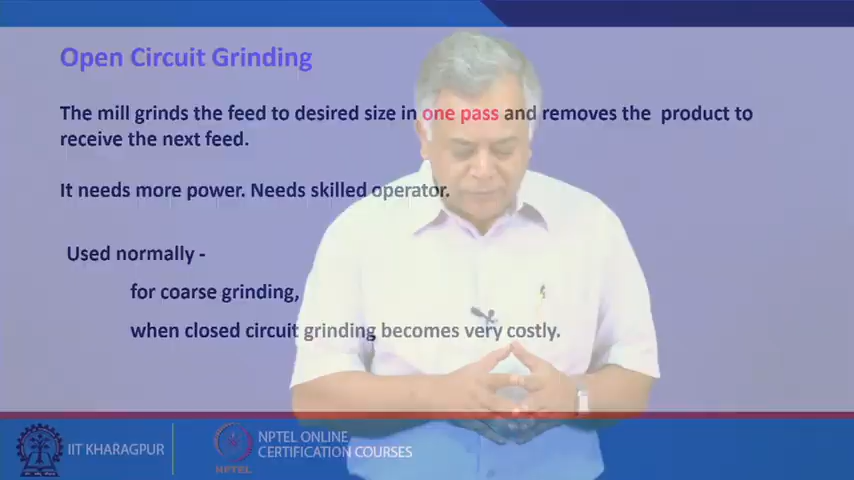 Open Circuit Grinding
The mill grinds the feed to desired size in one pass and removes the product to
receive the next feed.
It needs more power. Needs skilled operator.
Used normally -
for coarse grinding,
when closed circuit grinding becomes very costly.
IIT KHARAGPUR
NPTEL
NPTEL ONLINE
CERTIFICATION COURSES